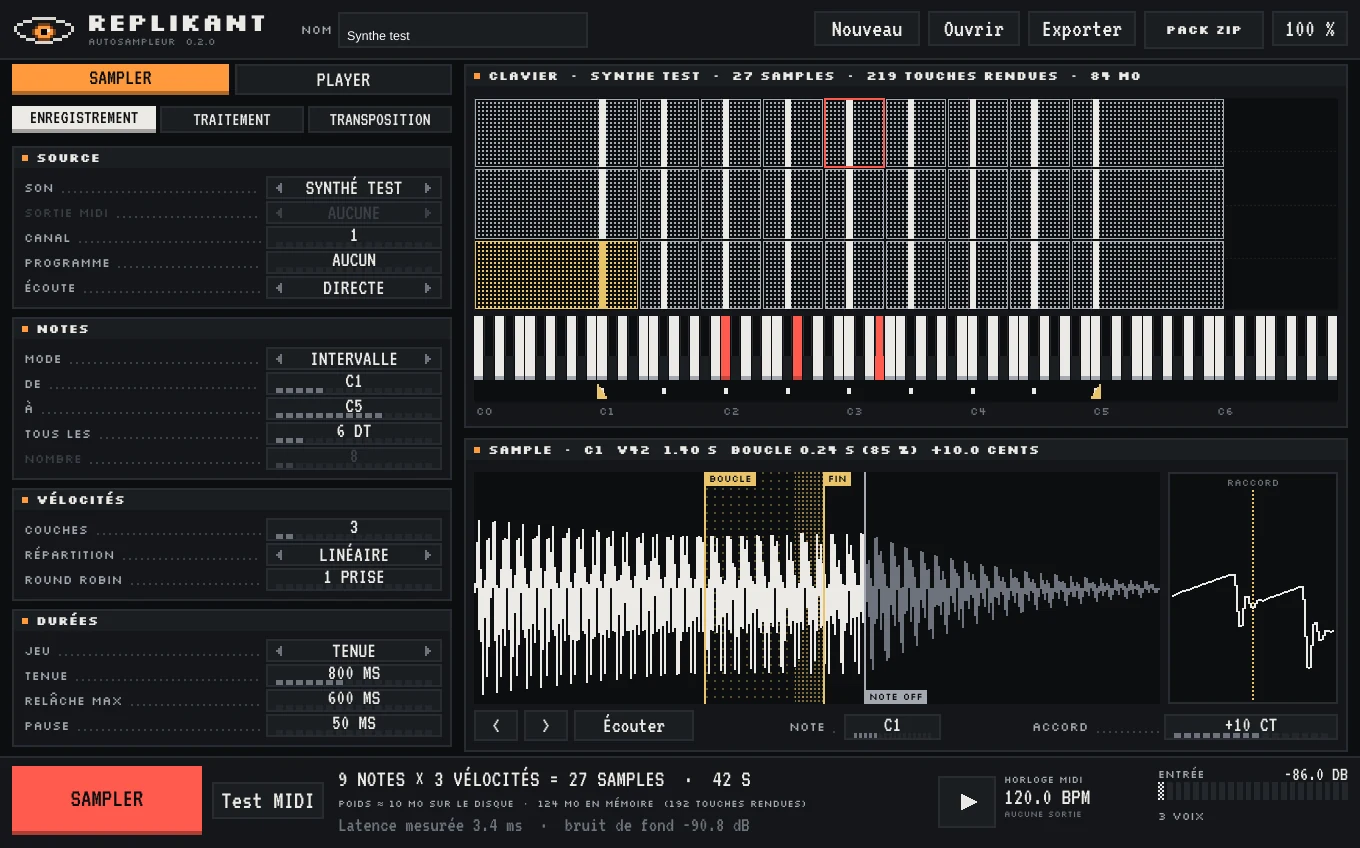 REPLIKANT
AUTOSAMPLEUR 0.2.0
NOM Synthe test
Nouveau Ouvrir Exporter PACK ZIP 100 %
SAMPLER PLAYER
ENREGISTREMENT TRAITEMENT TRANSPOSITION
SOURCE
SON SYNTHÉ TEST
SORTIE MIDI AUCUNE
CANAL 1
PROGRAMME AUCUN
ÉCOUTE DIRECTE
NOTES
MODE INTERVALLE
DE C1
À C5
TOUS LES 6 DT
NOMBRE 8
VÉLOCITÉS
COUCHES 3
RÉPARTITION LINÉAIRE
ROUND ROBIN 1 PRISE
DURÉES
JEU TENUE
TENUE 800 MS
RELÂCHE MAX 600 MS
PAUSE 50 MS
CLAVIER · SYNTHE TEST · 27 SAMPLES · 219 TOUCHES RENDUES · 84 MO
C0 C1 C2 C3 C4 C5 C6
SAMPLE · C1 V42 1.40 S BOUCLE 0.24 S (85 %) +10.0 CENTS
BOUCLE FIN
RACCORD
NOTE OFF
< > Écouter NOTE C1 ACCORD +10 CT
SAMPLER
Test MIDI
9 NOTES X 3 VÉLOCITÉS = 27 SAMPLES · 42 S
POIDS ≈ 10 MO SUR LE DISQUE · 124 MO EN MÉMOIRE (192 TOUCHES RENDUES)
Latence mesurée 3.4 ms · bruit de fond -90.8 dB
HORLOGE MIDI
120.0 BPM
AUCUNE SORTIE
ENTRÉE -86.0 DB
3 VOIX